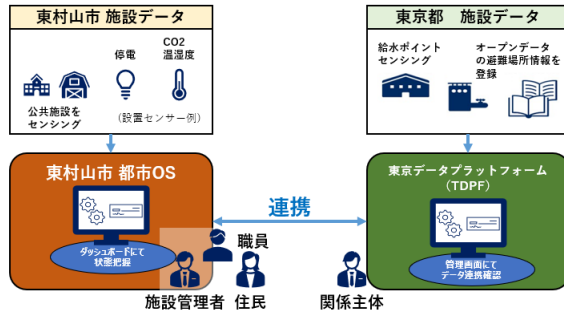 東村山市 施設データ
停電
CO2
温湿度
公共施設を
センシング
(設置センサー例)
東京都 施設データ
給水ポイント
センシング
オープンデータ
の避難場所情報を
登録
東村山市 都市OS
ダッシュボードにて
状態把握
連携
東京データプラットフォーム
(TDPF)
管理画面にて
データ連携確認
職員
施設管理者 住民
関係主体